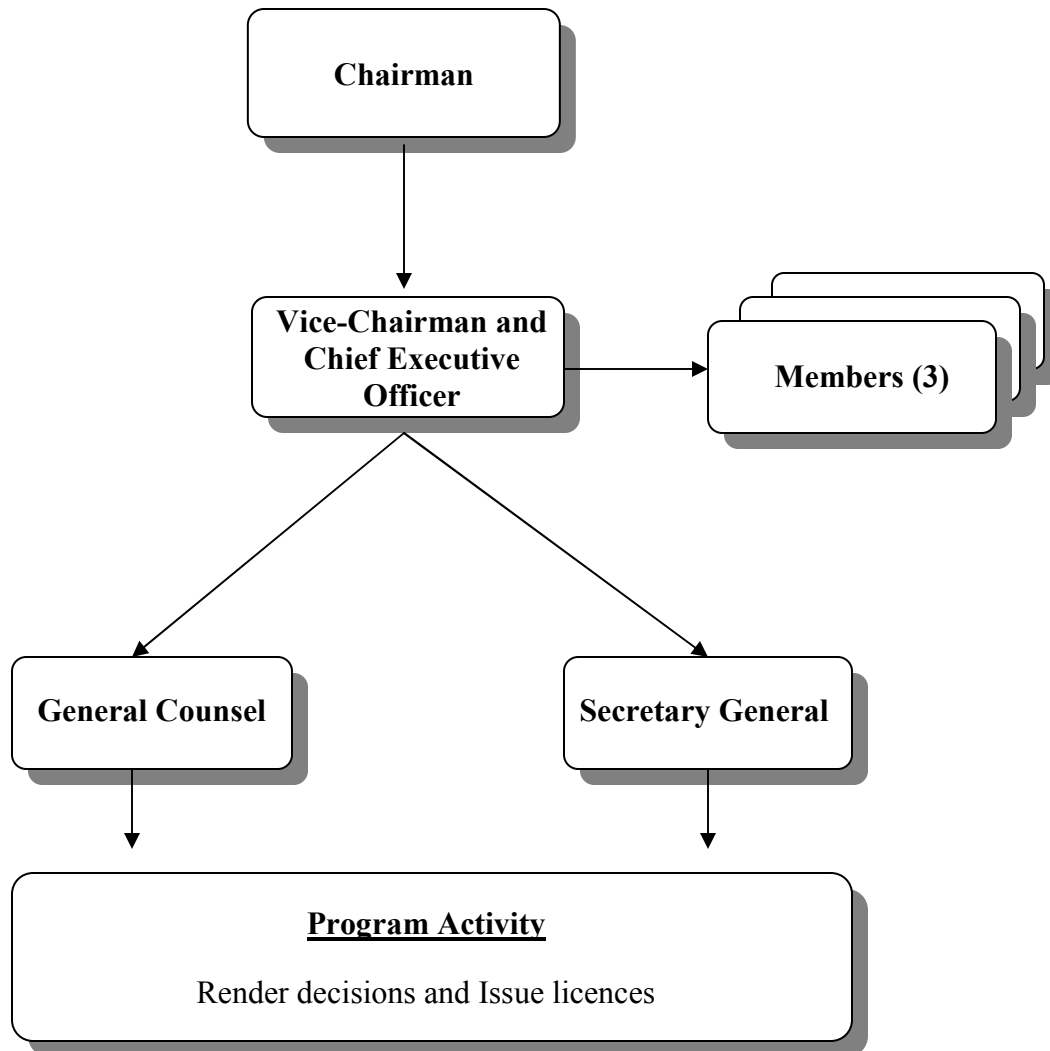 Chairman
Vice-Chairman and
Chief Executive
Officer
Members (3)
General Counsel
Secretary General
Program Activity
Render decisions and Issue licences